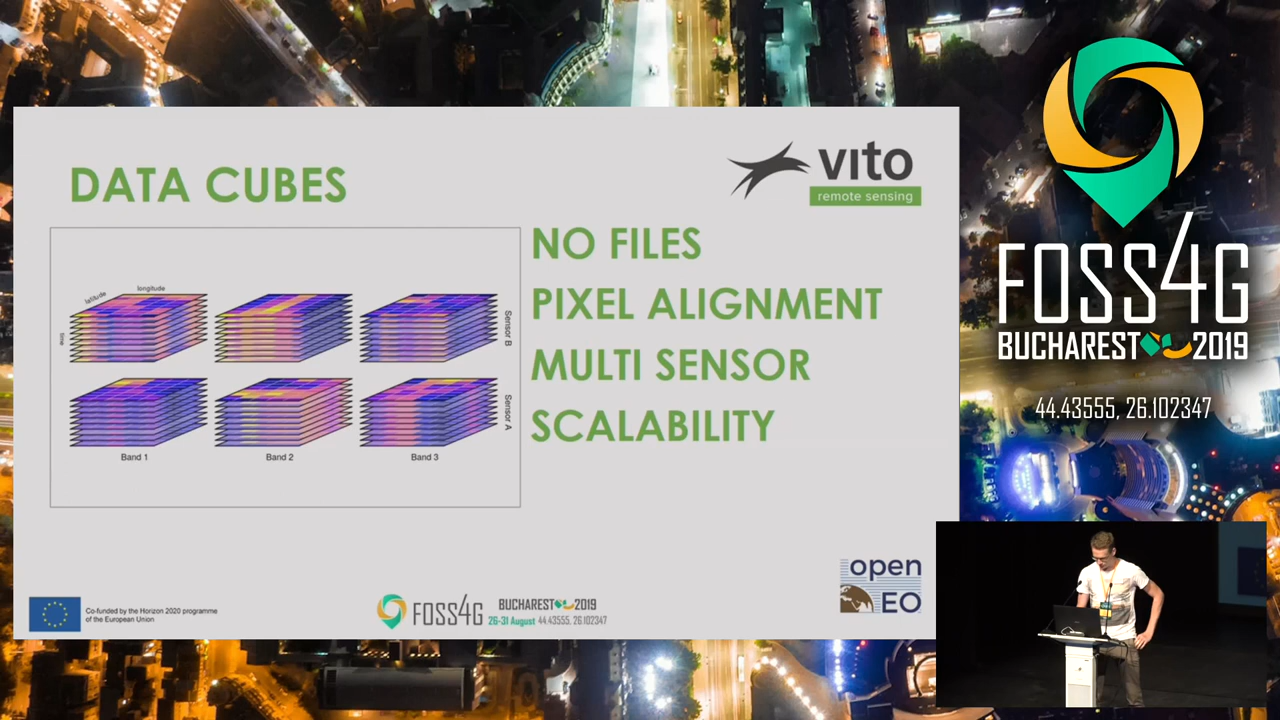 DATA CUBES
vito
remote sensing
NO FILES
PIXEL ALIGNMENT
MULTI SENSOR
SCALABILITY
latitude
longitude
time
Sensor B
Sensor A
Band 1
Band 2
Band 3
Co-funded by the Horizon 2020 programme
of the European Union
FOSS4G
BUCHAREST 2019
26-31 August 44.43555, 26.102347
open
EO
FOSS4G
BUCHAREST 2019
44.43555, 26.102347